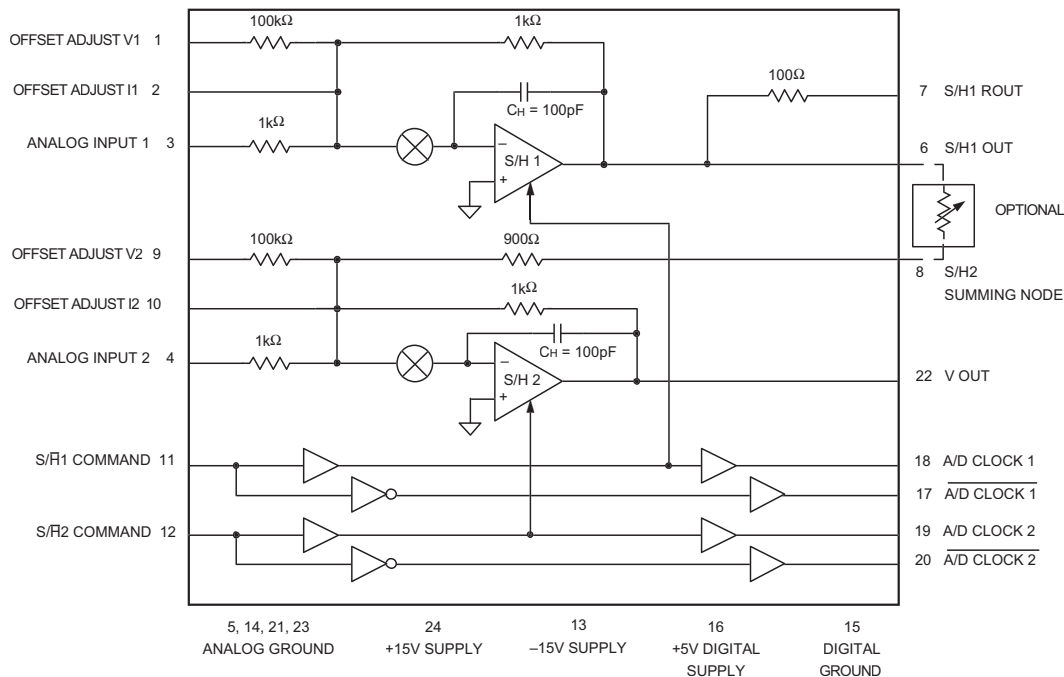 100kΩ
1kΩ
OFFSET ADJUST V1 1
100Ω
OFFSET ADJUST I1 2
7 S/H1 ROUT
CH = 100pF
1kΩ
ANALOG INPUT 1 3
–
S/H 1
+
6 S/H1 OUT
OPTIONAL
100kΩ
900Ω
OFFSET ADJUST V2 9
8 S/H2
SUMMING NODE
1kΩ
OFFSET ADJUST I2 10
1kΩ
CH = 100pF
ANALOG INPUT 2 4
–
S/H 2
+
22 V OUT
S/H̅1 COMMAND 11
18 A/D CLOCK 1
17 A/D CLOCK 1
S/H̅2 COMMAND 12
19 A/D CLOCK 2
20 A/D CLOCK 2
5, 14, 21, 23
ANALOG GROUND
24
+15V SUPPLY
13
–15V SUPPLY
16
+5V DIGITAL
SUPPLY
15
DIGITAL
GROUND